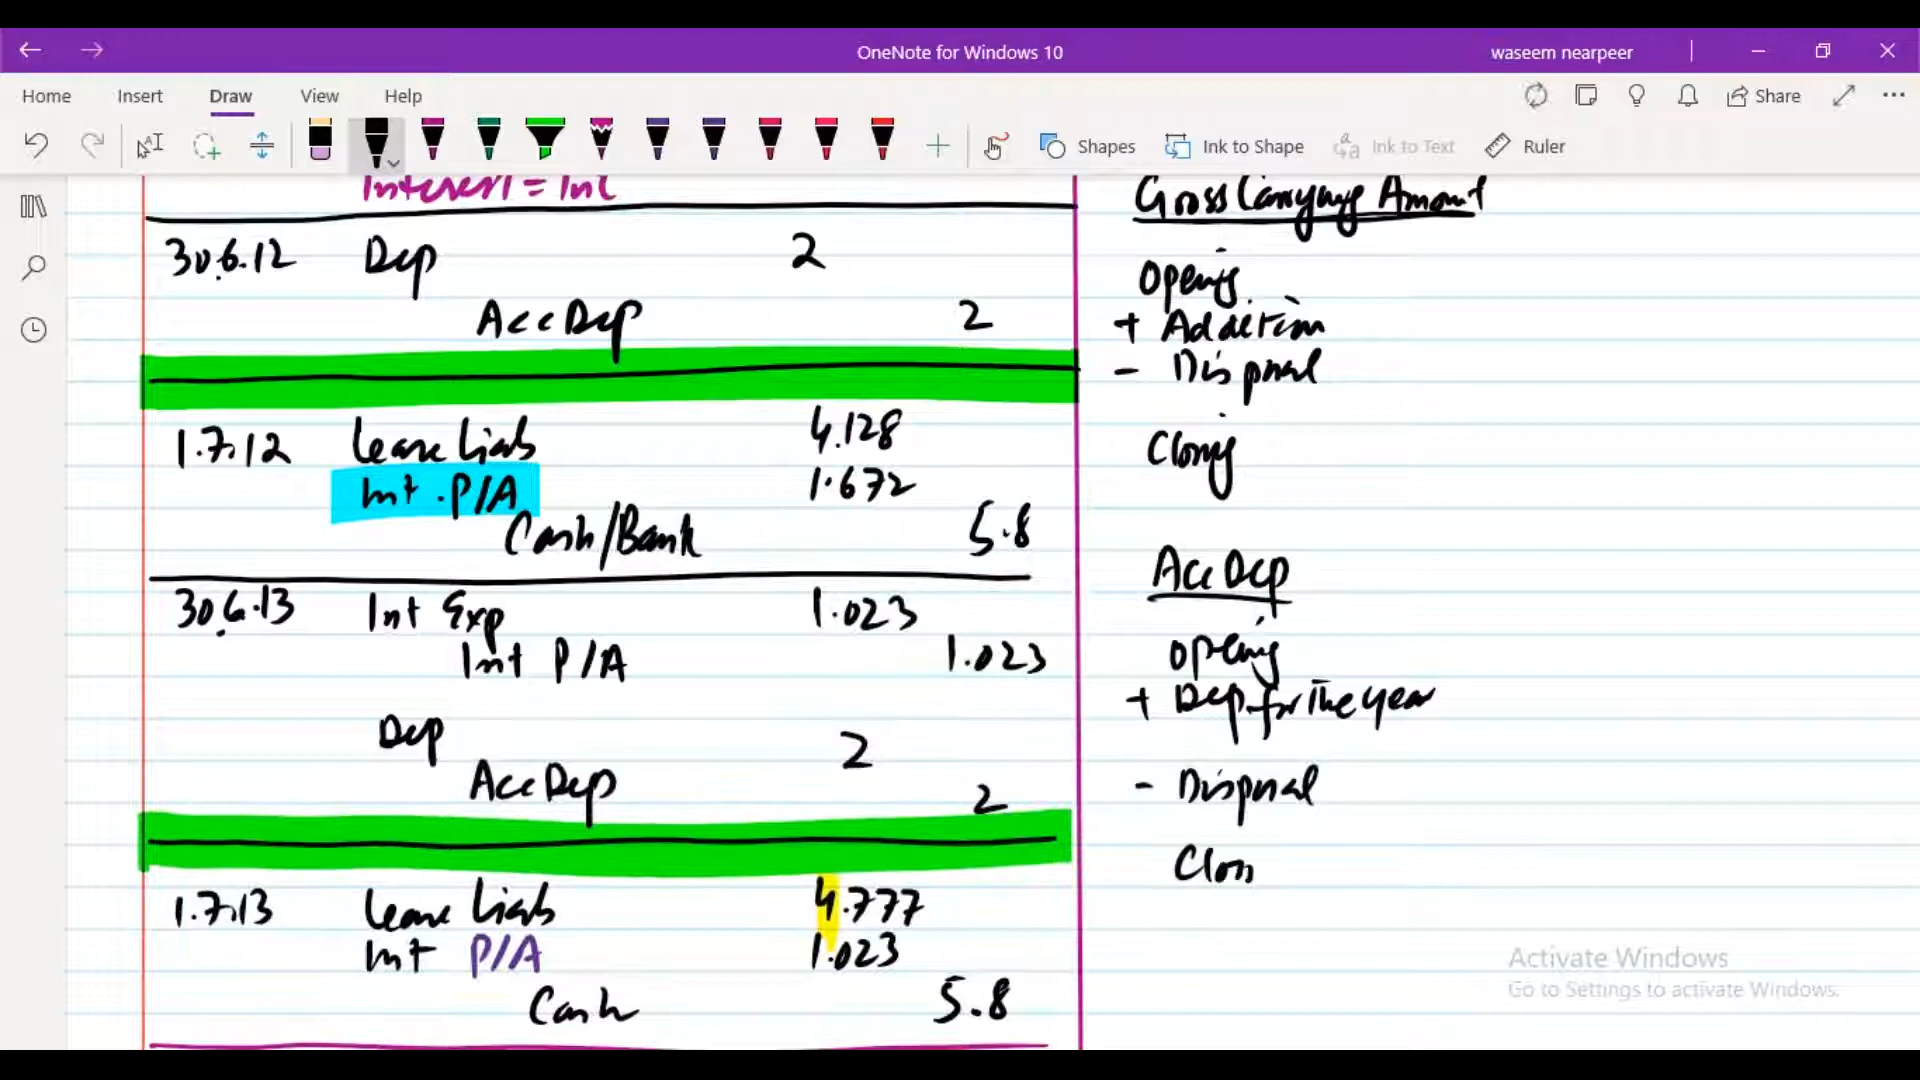 OneNote for Windows 10
waseem nearpeer
Home Insert Draw View Help
Share
Shapes Ink to Shape Ink to Text Ruler
Interest = Int
30.6.12 Dep 2
Acc Dep 2
1.7.12 Lease Liab 4.128
Int . P/A 1.672
Cash/Bank 5.8
30.6.13 Int Exp 1.023
Int P/A 1.023
Dep 2
Acc Dep 2
1.7.13 Lease Liab 4.777
Int P/A 1.023
Cash 5.8
Gross Carrying Amount
Opening
+ Addition
- Disposal
Closing
Acc Dep
opening
+ Dep for the year
- Disposal
Clos
Activate Windows
Go to Settings to activate Windows.